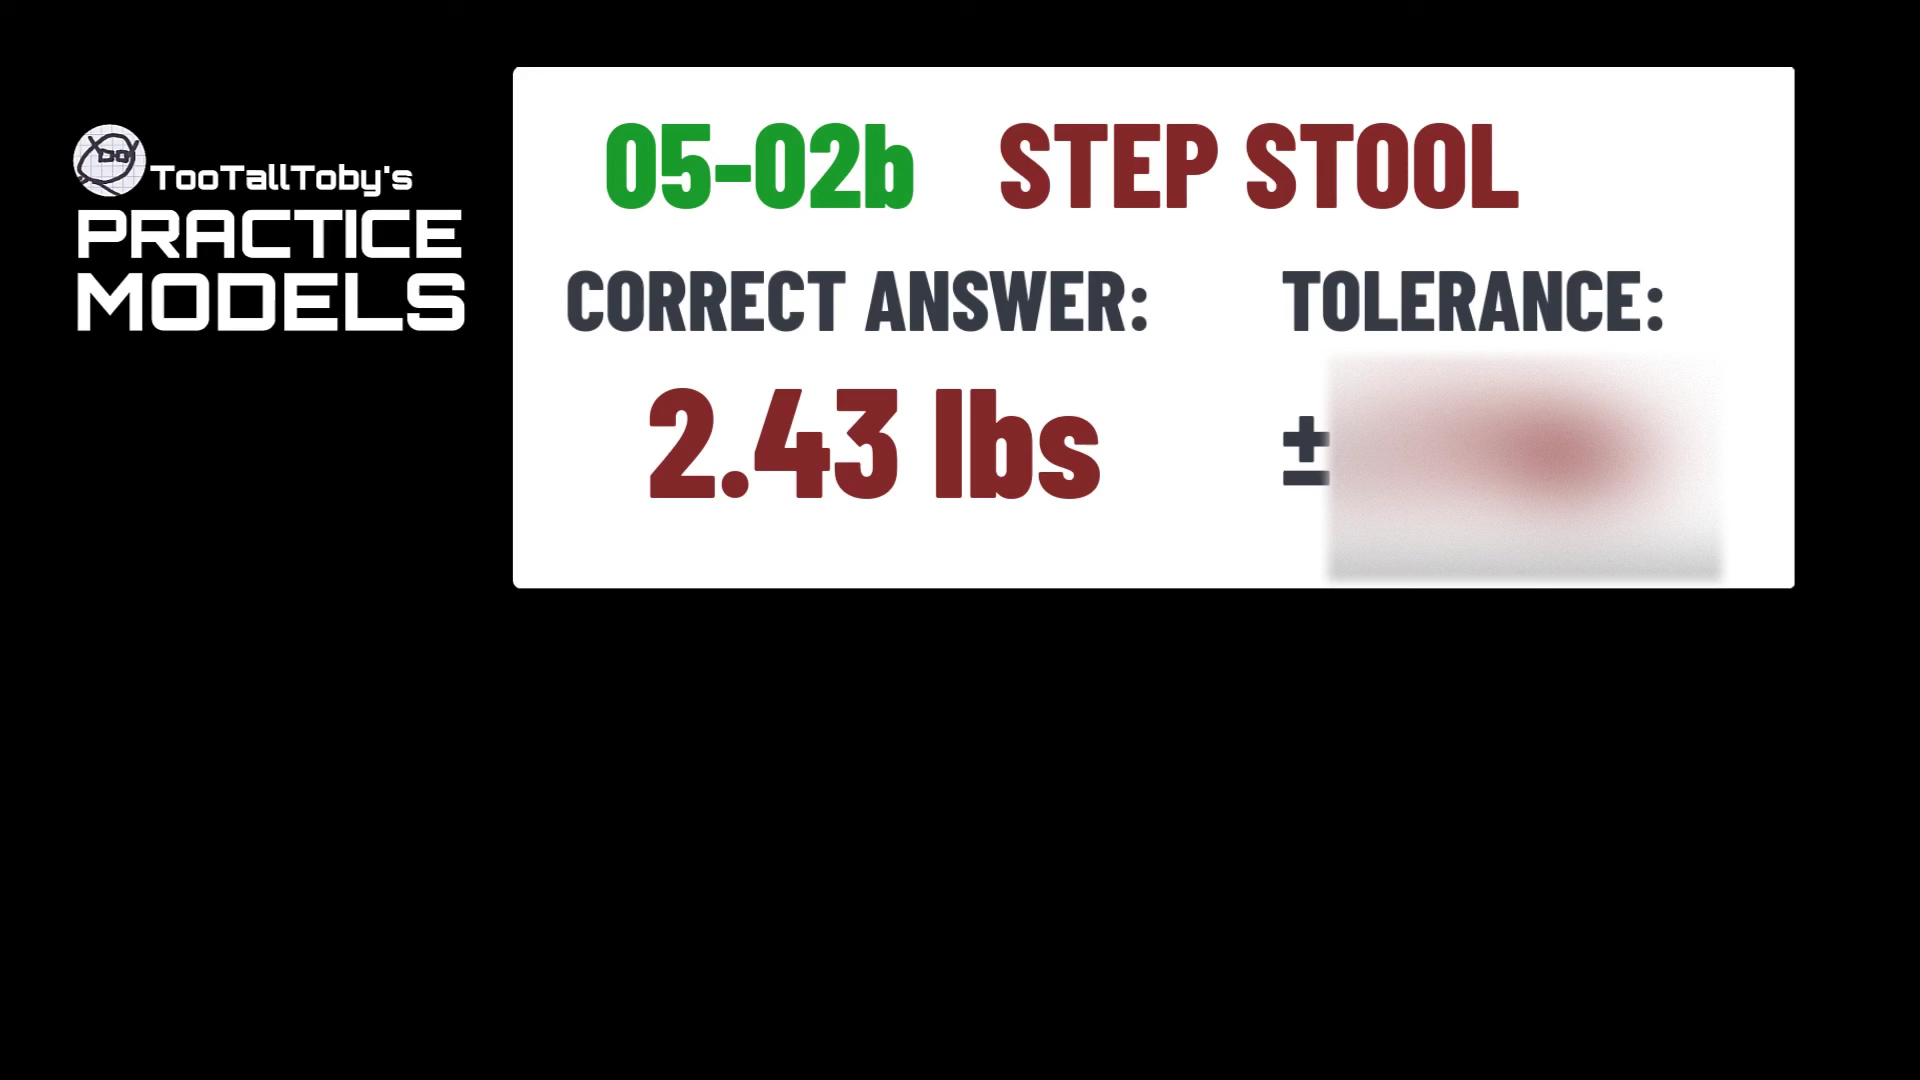 TooTallToby's
PRACTICE
MODELS
05-02b STEP STOOL
CORRECT ANSWER: TOLERANCE:
2.43 lbs ±